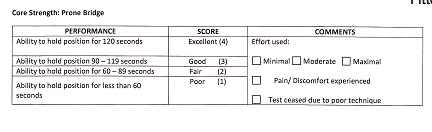 Core Strength: Prone Bridge
PERFORMANCE SCORE COMMENTS
Ability to hold position for 120 seconds Excellent (4) Effort used:
Ability to hold position 90 – 119 seconds Good (3) Minimal Moderate Maximal
Ability to hold position for 60 – 89 seconds Fair (2)
Ability to hold position for less than 60 Poor (1) Pain/ Discomfort experienced
seconds
Test ceased due to poor technique